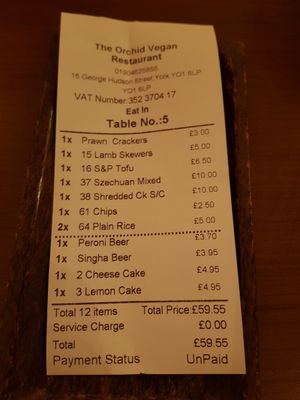 The Orchid Vegan
Restaurant
01904625855
16 George Hudson Street York YO1 6LP
YO1 6LP
VAT Number:352 3704 17
Eat In
Table No.:5
1x Prawn Crackers £3.00
1x 15 Lamb Skewers £5.00
1x 16 S&P Tofu £6.50
1x 37 Szechuan Mixed £10.00
1x 38 Shredded Ck S/C £10.00
1x 61 Chips £2.50
2x 64 Plain Rice £5.00
1x Peroni Beer £3.70
1x Singha Beer £3.95
1x 2 Cheese Cake £4.95
1x 3 Lemon Cake £4.95
Total 12 items Total Price:£59.55
Service Charge £0.00
Total £59.55
Payment Status UnPaid